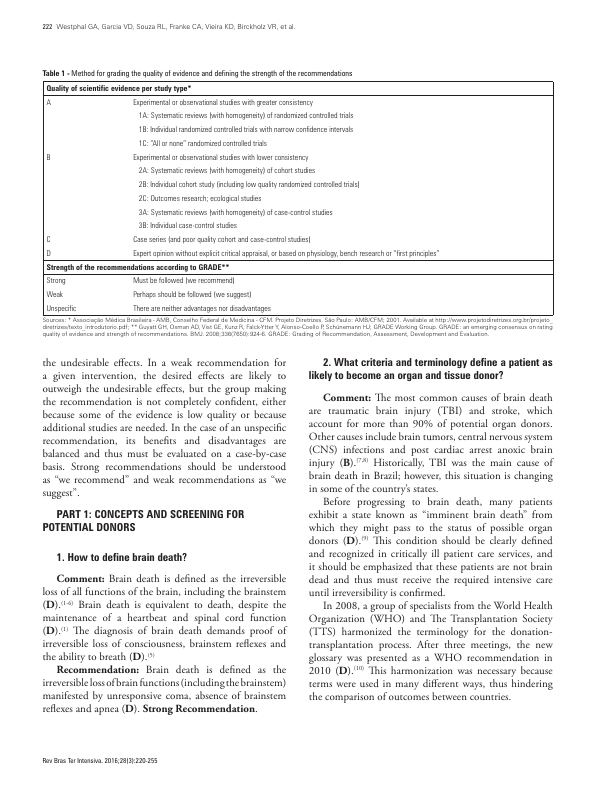 222 Westphal GA, Garcia VD, Souza RL, Franke CA, Vieira KD, Birckholz VR, et al.
Table 1 - Method for grading the quality of evidence and defining the strength of the recommendations
Quality of scientific evidence per study type*
A Experimental or observational studies with greater consistency
1A: Systematic reviews (with homogeneity) of randomized controlled trials
1B: Individual randomized controlled trials with narrow confidence intervals
1C: "All or none" randomized controlled trials
B Experimental or observational studies with lower consistency
2A: Systematic reviews (with homogeneity) of cohort studies
2B: Individual cohort study (including low quality randomized controlled trials)
2C: Outcomes research; ecological studies
3A: Systematic reviews (with homogeneity) of case-control studies
3B: Individual case-control studies
C Case series (and poor quality cohort and case-control studies)
D Expert opinion without explicit critical appraisal, or based on physiology, bench research or "first principles"
Strength of the recommendations according to GRADE**
Strong Must be followed (we recommend)
Weak Perhaps should be followed (we suggest)
Unspecific There are neither advantages nor disadvantages
Sources: * Associação Médica Brasileira - AMB, Conselho Federal de Medicina - CFM. Projeto Diretrizes. São Paulo: AMB/CFM; 2001. Available at http://www.projetodiretrizes.org.br/projeto_
diretrizes/texto_introdutorio.pdf; ** Guyatt GH, Oxman AD, Vist GE, Kunz R, Falck-Ytter Y, Alonso-Coello P, Schünemann HJ; GRADE Working Group. GRADE: an emerging consensus on rating
quality of evidence and strength of recommendations. BMJ. 2008;336(7650):924-6. GRADE: Grading of Recommendation, Assessment, Development and Evaluation.
the undesirable effects. In a weak recommendation for
a given intervention, the desired effects are likely to
outweigh the undesirable effects, but the group making
the recommendation is not completely confident, either
because some of the evidence is low quality or because
additional studies are needed. In the case of an unspecific
recommendation, its benefits and disadvantages are
balanced and thus must be evaluated on a case-by-case
basis. Strong recommendations should be understood
as "we recommend" and weak recommendations as "we
suggest".
PART 1: CONCEPTS AND SCREENING FOR
POTENTIAL DONORS
1. How to define brain death?
Comment: Brain death is defined as the irreversible
loss of all functions of the brain, including the brainstem
(D).(1-6) Brain death is equivalent to death, despite the
maintenance of a heartbeat and spinal cord function
(D).(1) The diagnosis of brain death demands proof of
irreversible loss of consciousness, brainstem reflexes and
the ability to breath (D).(5)
Recommendation: Brain death is defined as the
irreversible loss of brain functions (including the brainstem)
manifested by unresponsive coma, absence of brainstem
reflexes and apnea (D). Strong Recommendation.
2. What criteria and terminology define a patient as
likely to become an organ and tissue donor?
Comment: The most common causes of brain death
are traumatic brain injury (TBI) and stroke, which
account for more than 90% of potential organ donors.
Other causes include brain tumors, central nervous system
(CNS) infections and post cardiac arrest anoxic brain
injury (B).(7,8) Historically, TBI was the main cause of
brain death in Brazil; however, this situation is changing
in some of the country's states.
Before progressing to brain death, many patients
exhibit a state known as "imminent brain death" from
which they might pass to the status of possible organ
donors (D).(9) This condition should be clearly defined
and recognized in critically ill patient care services, and
it should be emphasized that these patients are not brain
dead and thus must receive the required intensive care
until irreversibility is confirmed.
In 2008, a group of specialists from the World Health
Organization (WHO) and The Transplantation Society
(TTS) harmonized the terminology for the donation-
transplantation process. After three meetings, the new
glossary was presented as a WHO recommendation in
2010 (D).(10) This harmonization was necessary because
terms were used in many different ways, thus hindering
the comparison of outcomes between countries.
Rev Bras Ter Intensiva. 2016;28(3):220-255